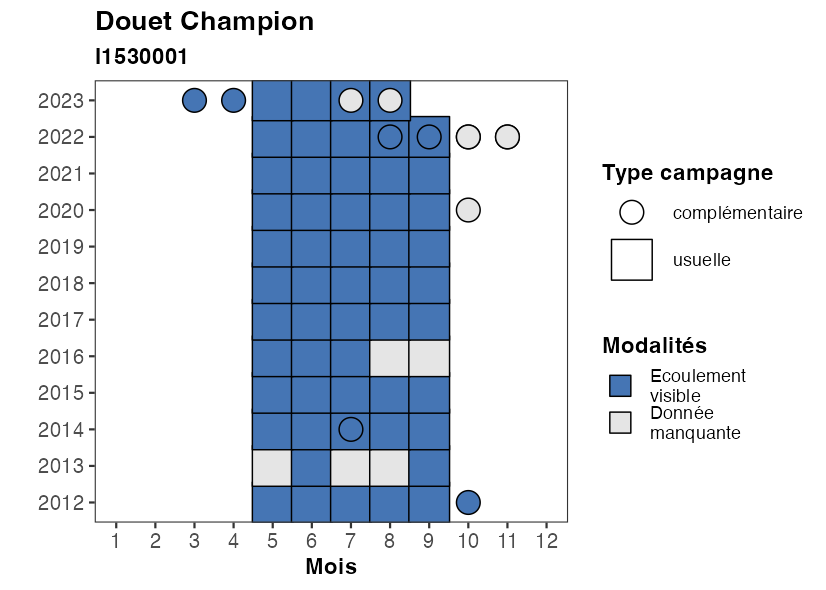 Douet Champion
I1530001
2023
2022
2021
2020
2019
2018
2017
2016
2015
2014
2013
2012
1 2 3 4 5 6 7 8 9 10 11 12
Mois
Type campagne
complémentaire
usuelle
Modalités
Ecoulement
visible
Donnée
manquante